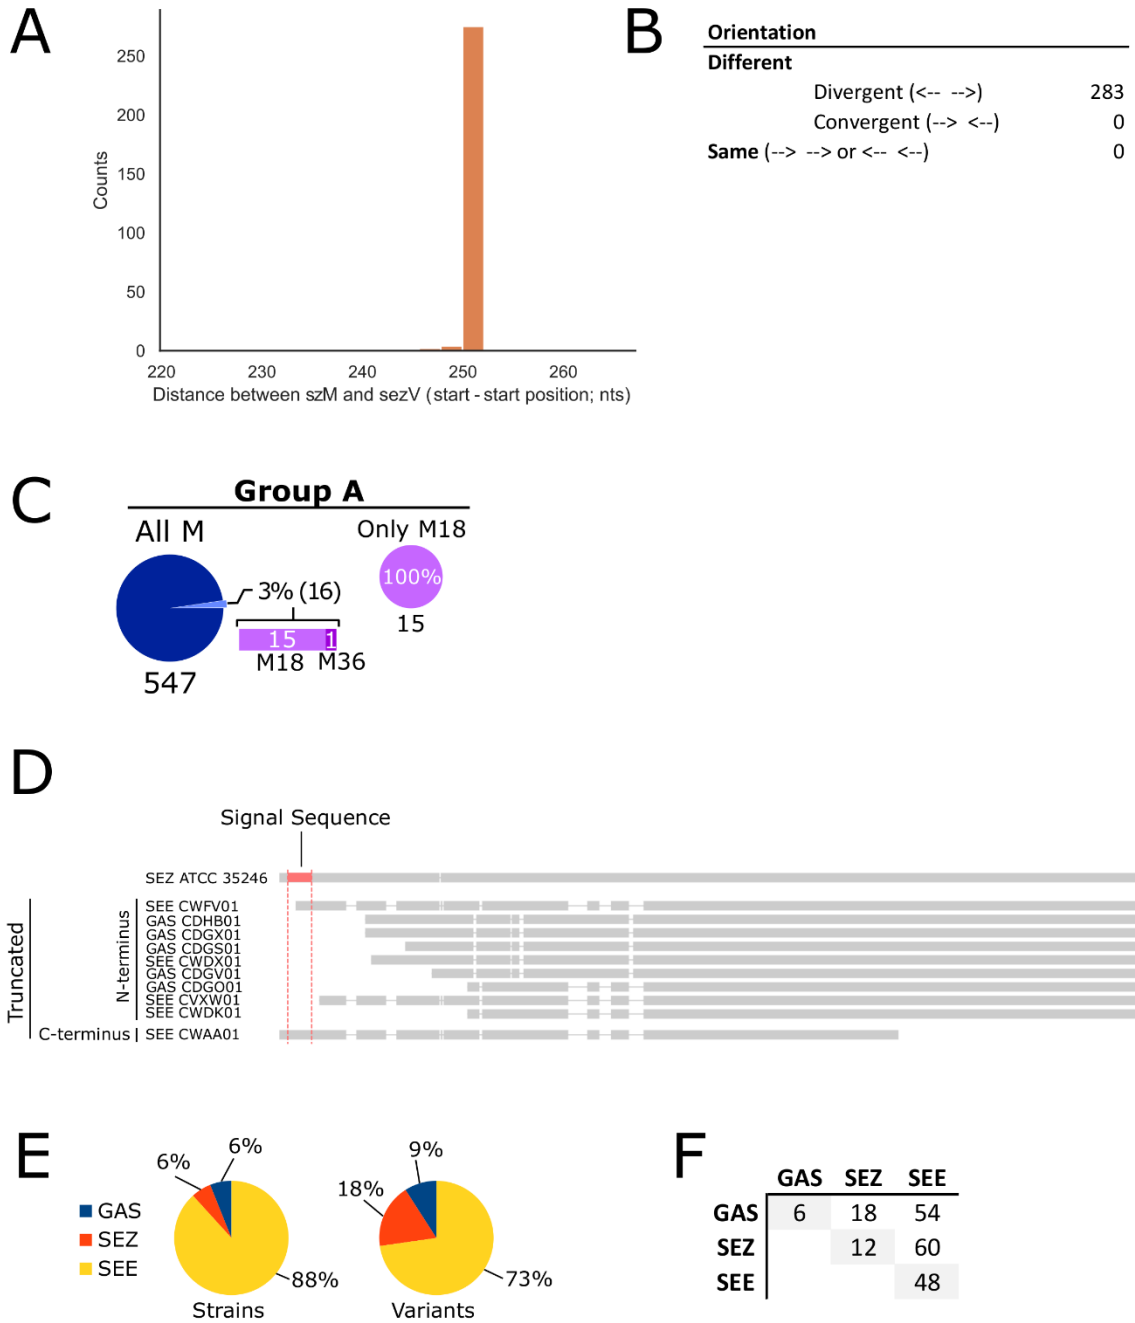 A
250
200
150
100
50
0
Counts
220 230 240 250 260
Distance between szM and sezV (start - start position; nts)
B
Orientation
Different
Divergent (<-- -->) 283
Convergent (--> <--) 0
Same (--> --> or <-- <--) 0
C
Group A
All M
Only M18
3% (16)
100%
15 1
15
M18 M36
547
D
Signal Sequence
SEZ ATCC 35246
Truncated
N-terminus
SEE CWFV01
GAS CDHB01
GAS CDGX01
GAS CDGS01
SEE CWDX01
GAS CDGV01
GAS CDGO01
SEE CVXW01
SEE CWDK01
C-terminus SEE CWAA01
E
GAS
SEZ
SEE
6%
6%
88%
Strains
9%
18%
73%
Variants
F
GAS SEZ SEE
GAS 6 18 54
SEZ 12 60
SEE 48